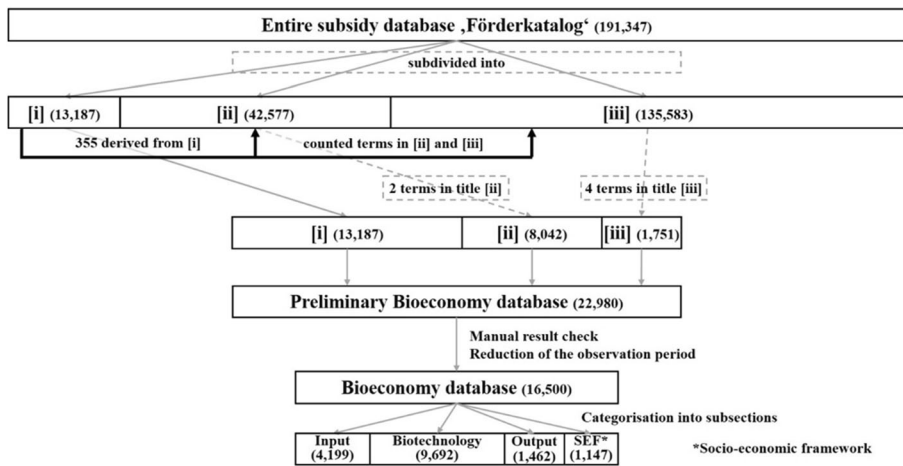 Entire subsidy database ‚Förderkatalog‘ (191,347)
subdivided into
[i] (13,187) [ii] (42,577) [iii] (135,583)
355 derived from [i] counted terms in [ii] and [iii]
2 terms in title [ii] 4 terms in title [iii]
[i] (13,187) [ii] (8,042) [iii] (1,751)
Preliminary Bioeconomy database (22,980)
Manual result check
Reduction of the observation period
Bioeconomy database (16,500)
Categorisation into subsections
Input Biotechnology Output SEF*
(4,199) (9,692) (1,462) (1,147)
*Socio-economic framework